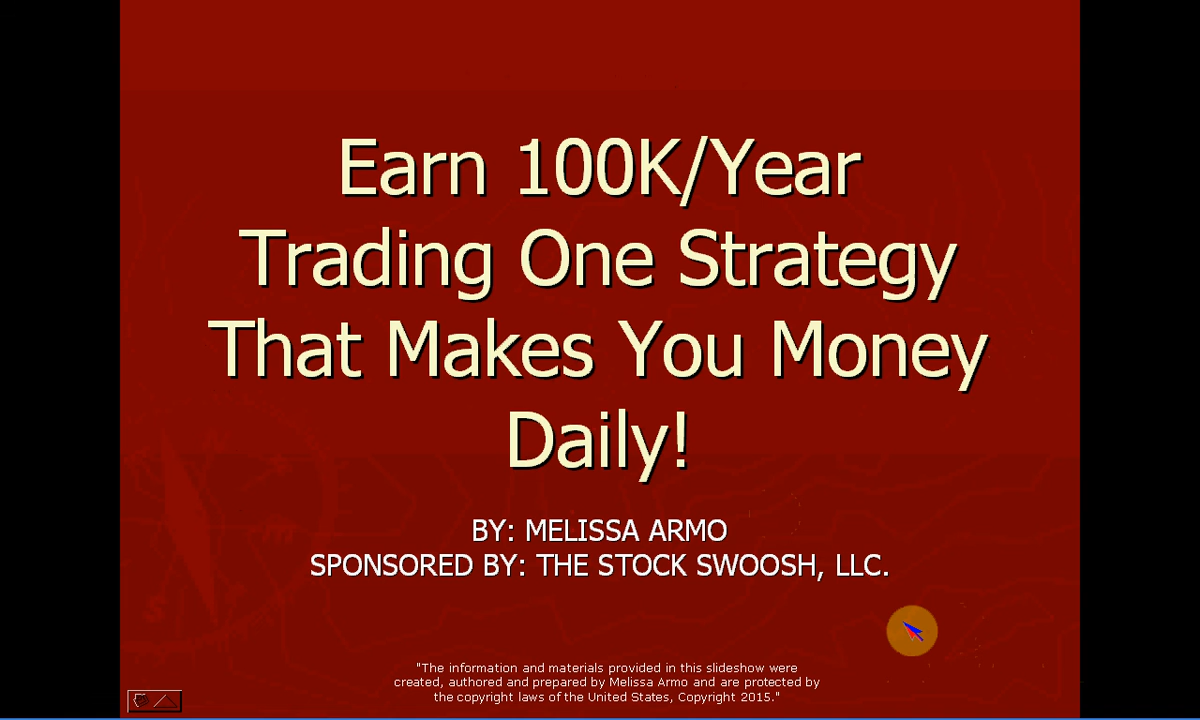 Earn 100K/Year
Trading One Strategy
That Makes You Money
Daily!
BY: MELISSA ARMO
SPONSORED BY: THE STOCK SWOOSH, LLC.
"The information and materials provided in this slideshow were
created, authored and prepared by Melissa Armo and are protected by
the copyright laws of the United States, Copyright 2015."